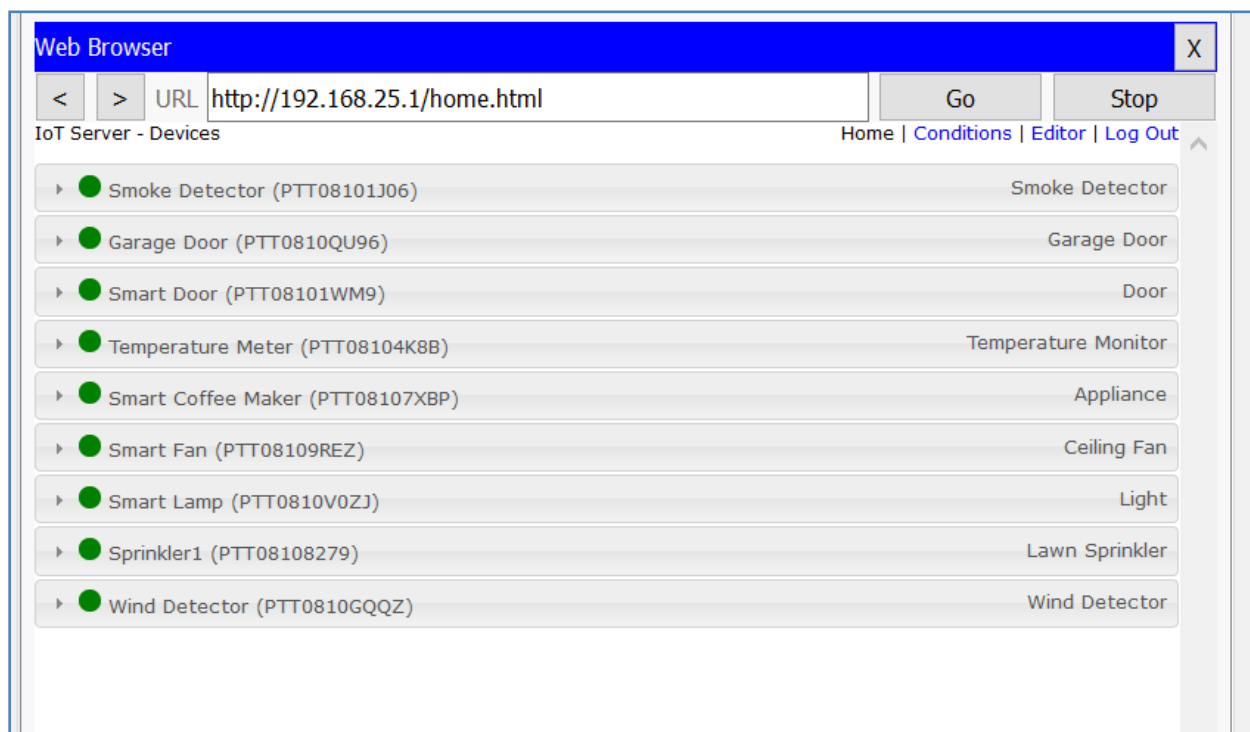 Web Browser X
< > URL http://192.168.25.1/home.html Go Stop
IoT Server - Devices Home | Conditions | Editor | Log Out
Smoke Detector (PTT08101J06) Smoke Detector
Garage Door (PTT0810QU96) Garage Door
Smart Door (PTT08101WM9) Door
Temperature Meter (PTT08104K8B) Temperature Monitor
Smart Coffee Maker (PTT08107XBP) Appliance
Smart Fan (PTT08109REZ) Ceiling Fan
Smart Lamp (PTT0810V0ZJ) Light
Sprinkler1 (PTT08108279) Lawn Sprinkler
Wind Detector (PTT0810GQQZ) Wind Detector